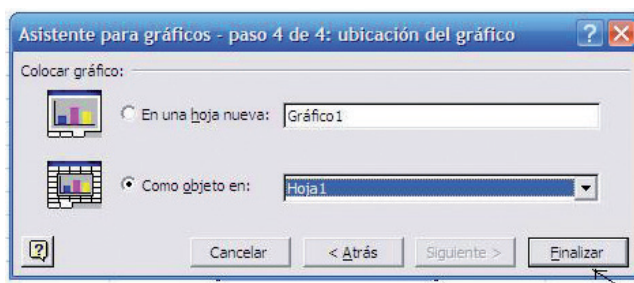 Asistente para gráficos - paso 4 de 4: ubicación del gráfico
Colocar gráfico:
En una hoja nueva: Gráfico1
Como objeto en: Hoja1
Cancelar < Atrás Siguiente > Finalizar